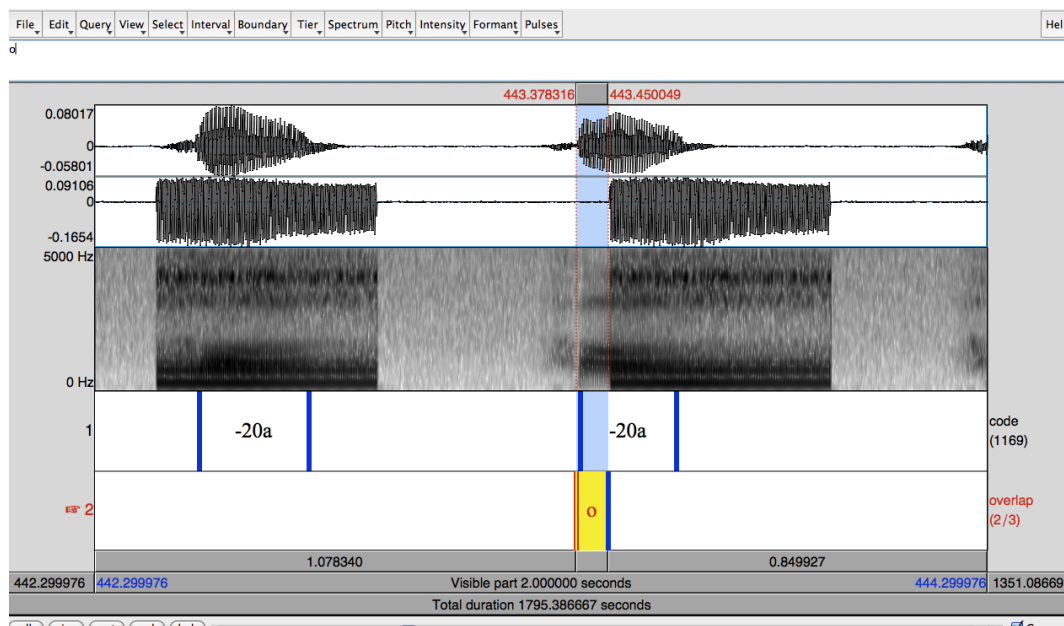 File Edit Query View Select Interval Boundary Tier Spectrum Pitch Intensity Formant Pulses Hel
o
443.378316 443.450049
0.08017
0
-0.05801
0.09106
0
-0.1654
5000 Hz
0 Hz
1 -20a -20a code
(1169)
2 o overlap
(2/3)
1.078340 0.849927
442.299976 442.299976 Visible part 2.000000 seconds 444.299976 1351.08669
Total duration 1795.386667 seconds